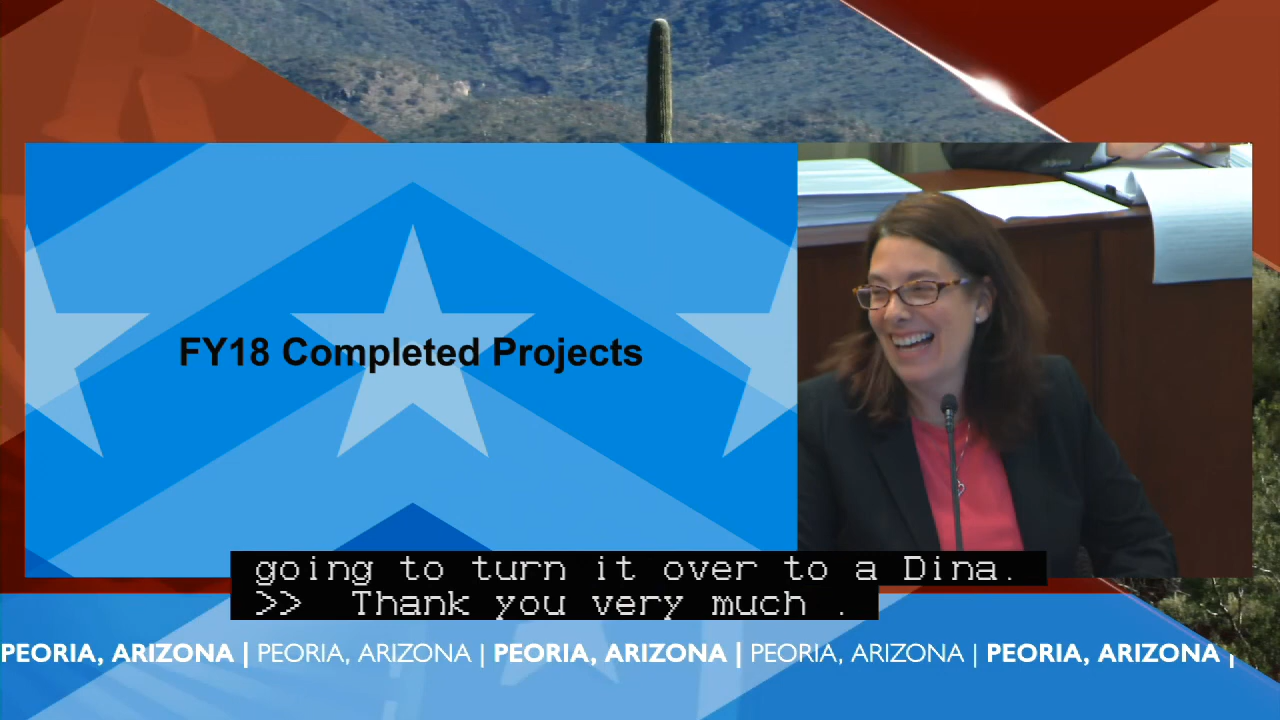 FY18 Completed Projects
going to turn it over to a Dina.
>> Thank you very much .
PEORIA, ARIZONA | PEORIA, ARIZONA | PEORIA, ARIZONA | PEORIA, ARIZONA | PEORIA, ARIZONA |